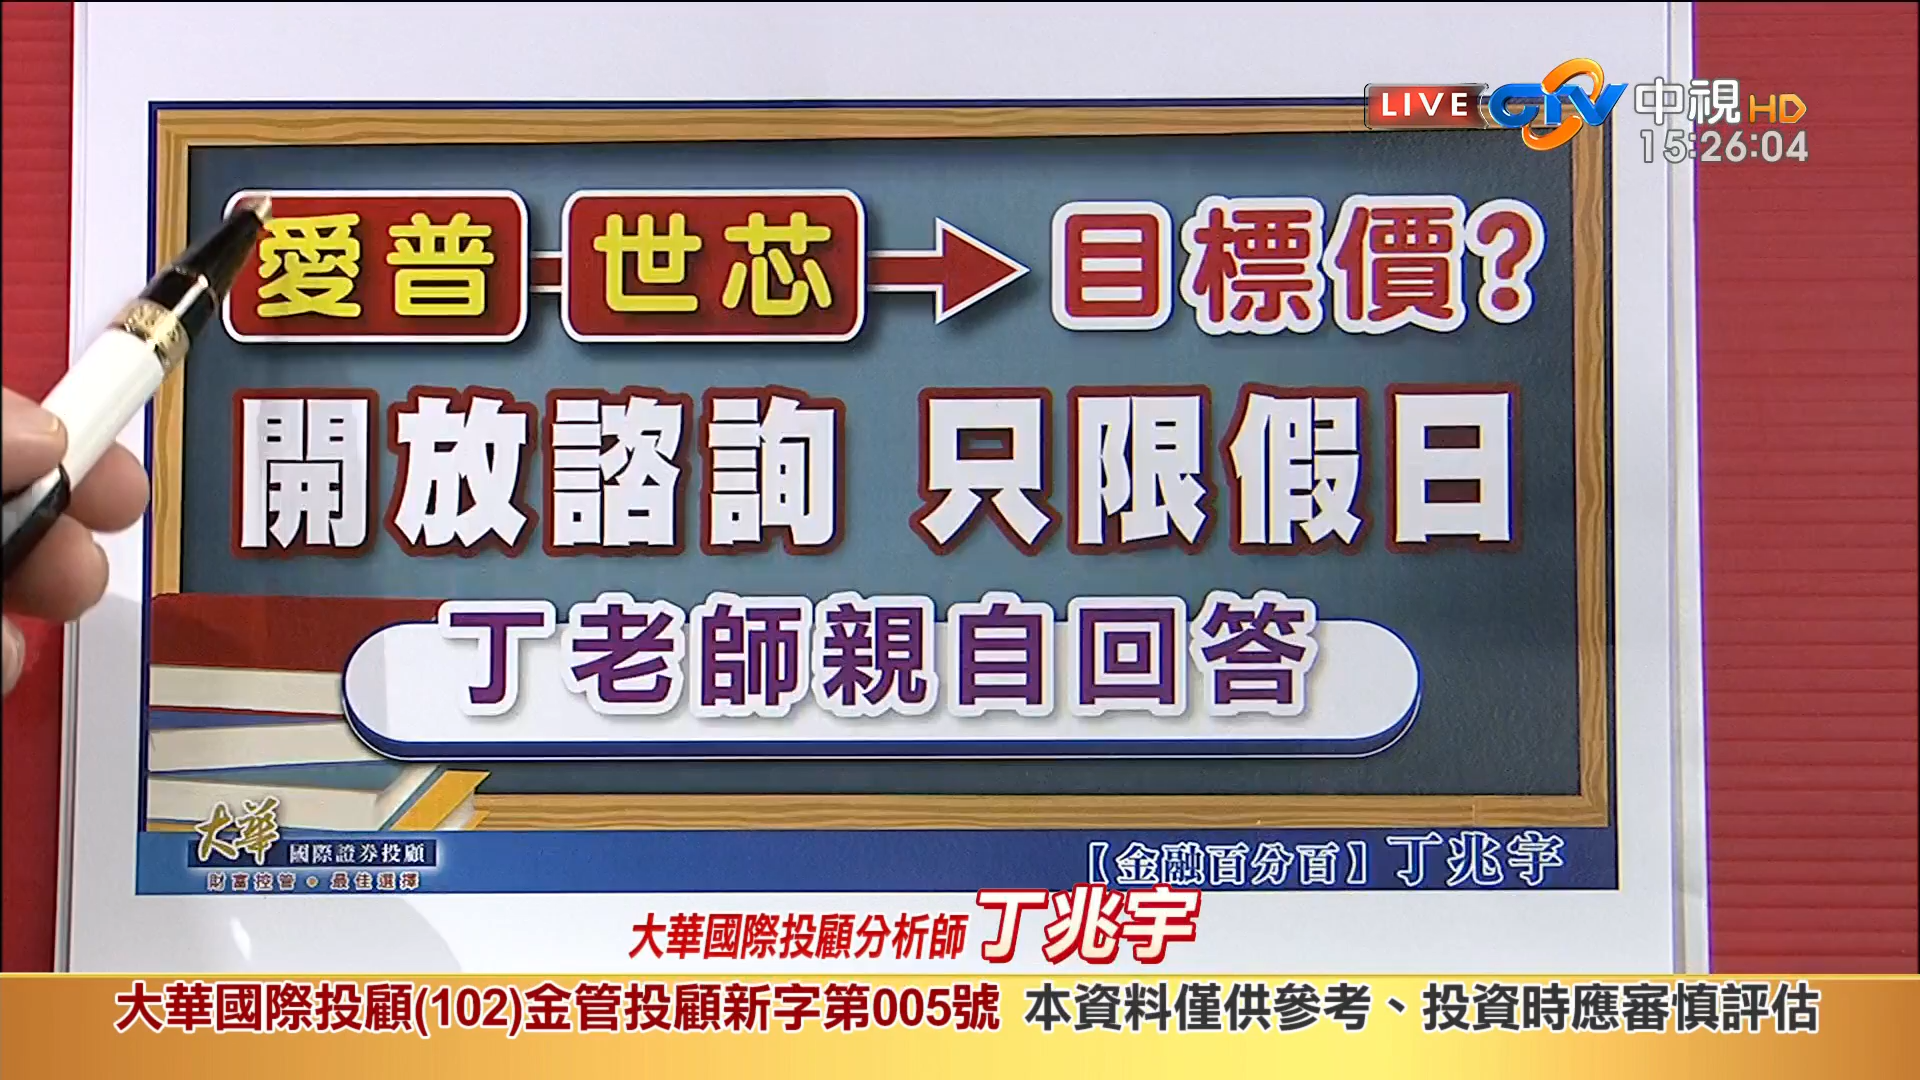 LIVE CTV 中視 HD
15:26:04
愛普 世芯 目標價?
開放諮詢 只限假日
丁老師親自回答
大華 國際證券投顧
財富控管 • 最佳選擇
【金融百分百】丁兆宇
大華國際投顧分析師 丁兆宇
大華國際投顧(102)金管投顧新字第005號 本資料僅供參考、投資時應審慎評估